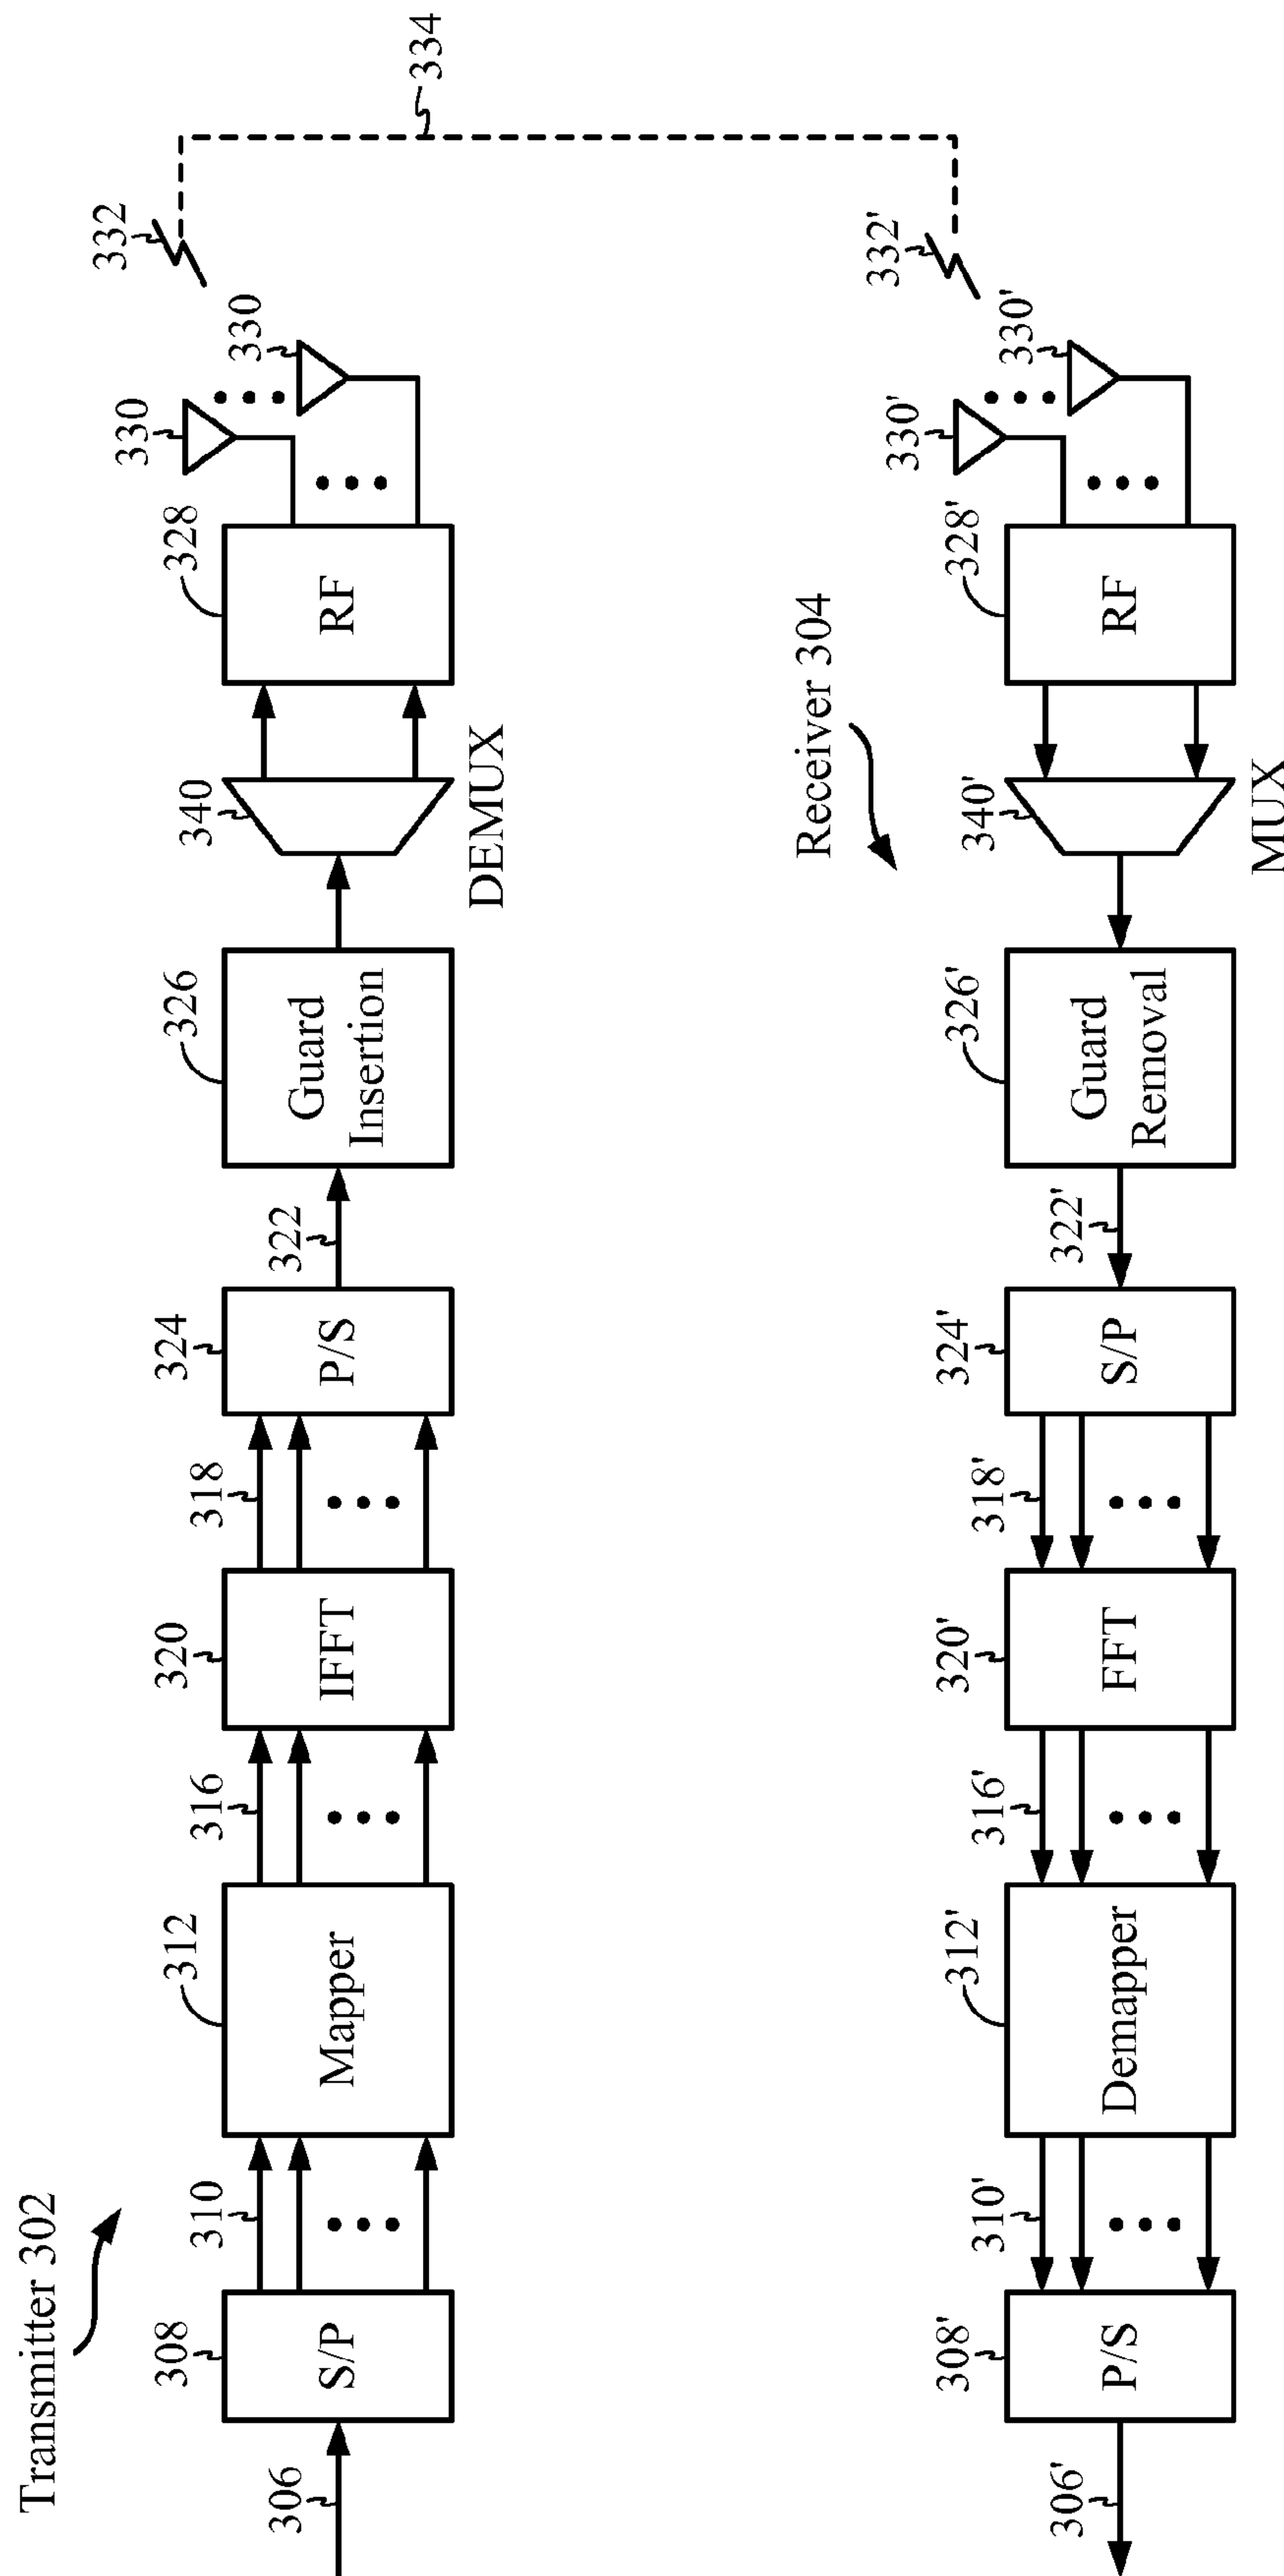 Transmitter 302
306
308
S/P
310
312
Mapper
316
320
IFFT
318
324
P/S
322
326
Guard
Insertion
340
DEMUX
328
RF
330
330
332
334
Receiver 304
306'
308'
P/S
310'
312'
Demapper
316'
320'
FFT
318'
324'
S/P
322'
326'
Guard
Removal
340'
MUX
328'
RF
330'
330'
332'